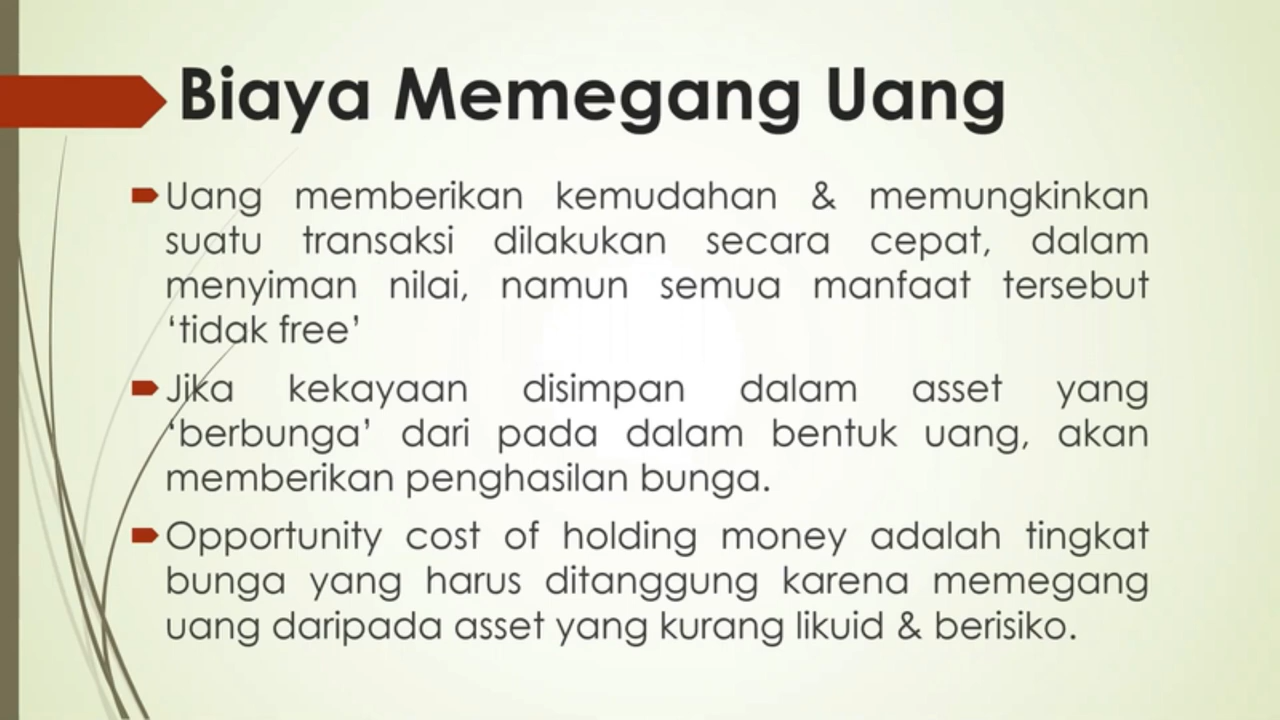 Biaya Memegang Uang
Uang memberikan kemudahan & memungkinkan
suatu transaksi dilakukan secara cepat, dalam
menyiman nilai, namun semua manfaat tersebut
‘tidak free’
Jika kekayaan disimpan dalam asset yang
‘berbunga’ dari pada dalam bentuk uang, akan
memberikan penghasilan bunga.
Opportunity cost of holding money adalah tingkat
bunga yang harus ditanggung karena memegang
uang daripada asset yang kurang likuid & berisiko.